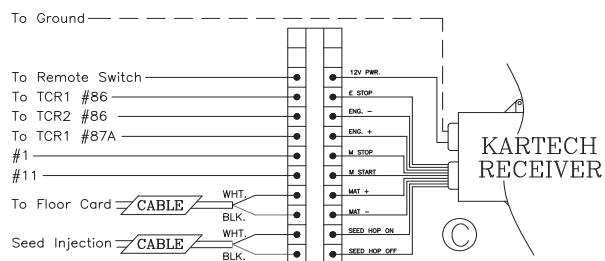 To Ground
To Remote Switch
12V PWR.
To TCR1 #86
E STOP
To TCR2 #86
ENG. -
To TCR1 #87A
ENG. +
#1
M STOP
#11
M START
To Floor Card
CABLE
WHT.
BLK.
MAT +
MAT -
Seed Injection
CABLE
WHT.
BLK.
SEED HOP ON
SEED HOP OFF
KARTECH
RECEIVER
C